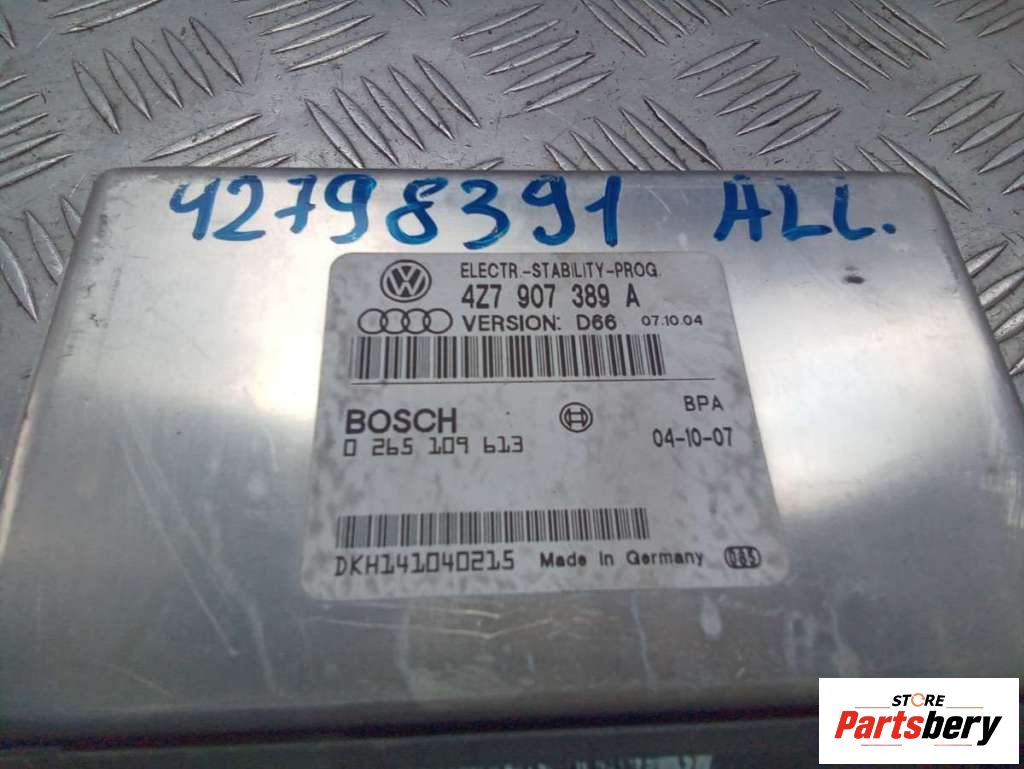 42798391 ALL.
ELECTR.-STABILITY-PROG.
4Z7 907 389 A
VERSION: D66 07.10.04
BOSCH
0 265 109 613
BPA
04-10-07
DKH141040215 Made in Germany 085
STORE
Partsbery